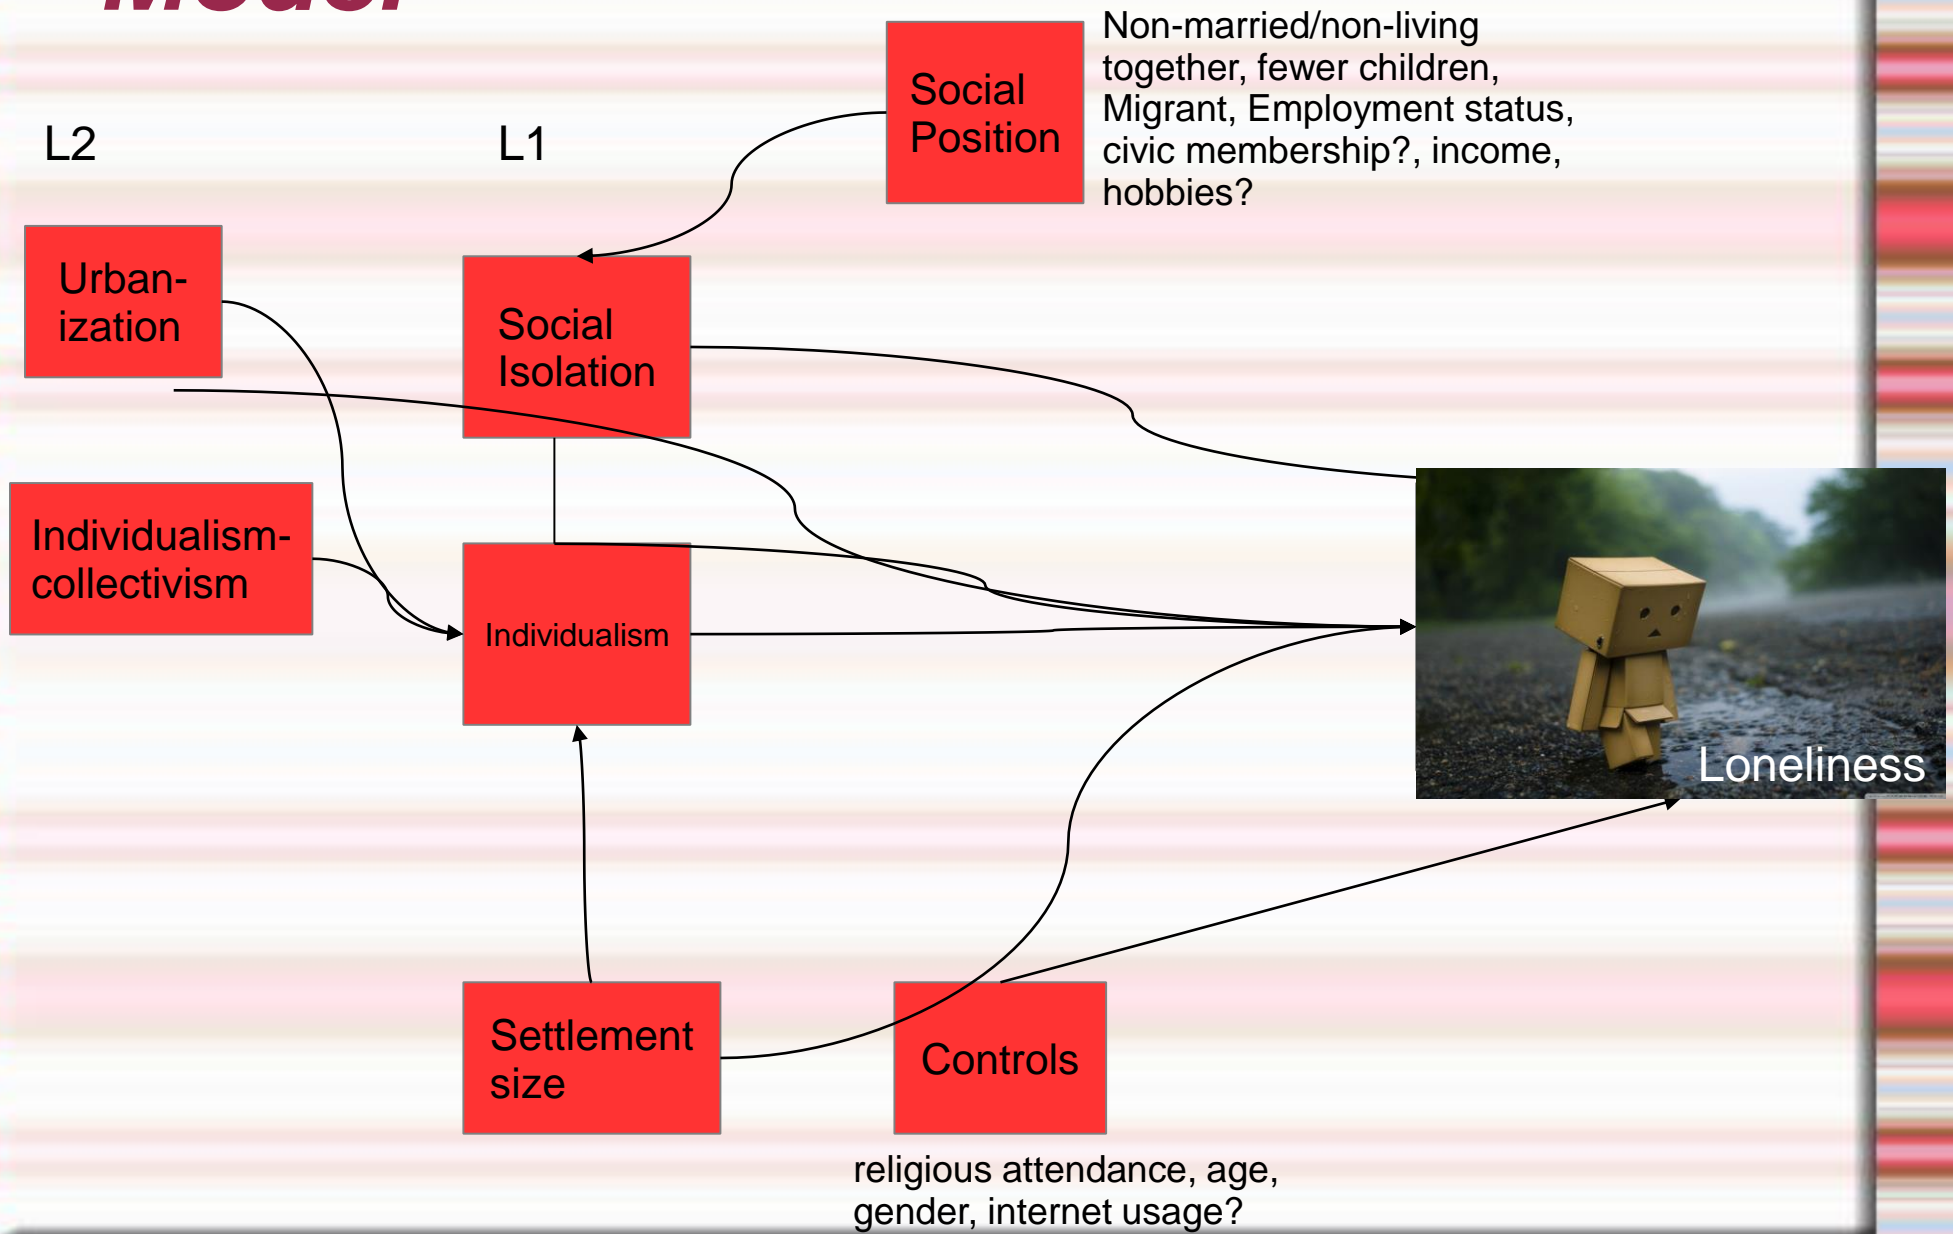 Model
Non-married/non-living
together, fewer children,
Migrant, Employment status,
civic membership?, income,
hobbies?
Social
Position
L2
L1
Urban-
ization
Social
Isolation
Individualism-
collectivism
Individualism
Loneliness
Settlement
size
Controls
religious attendance, age,
gender, internet usage?